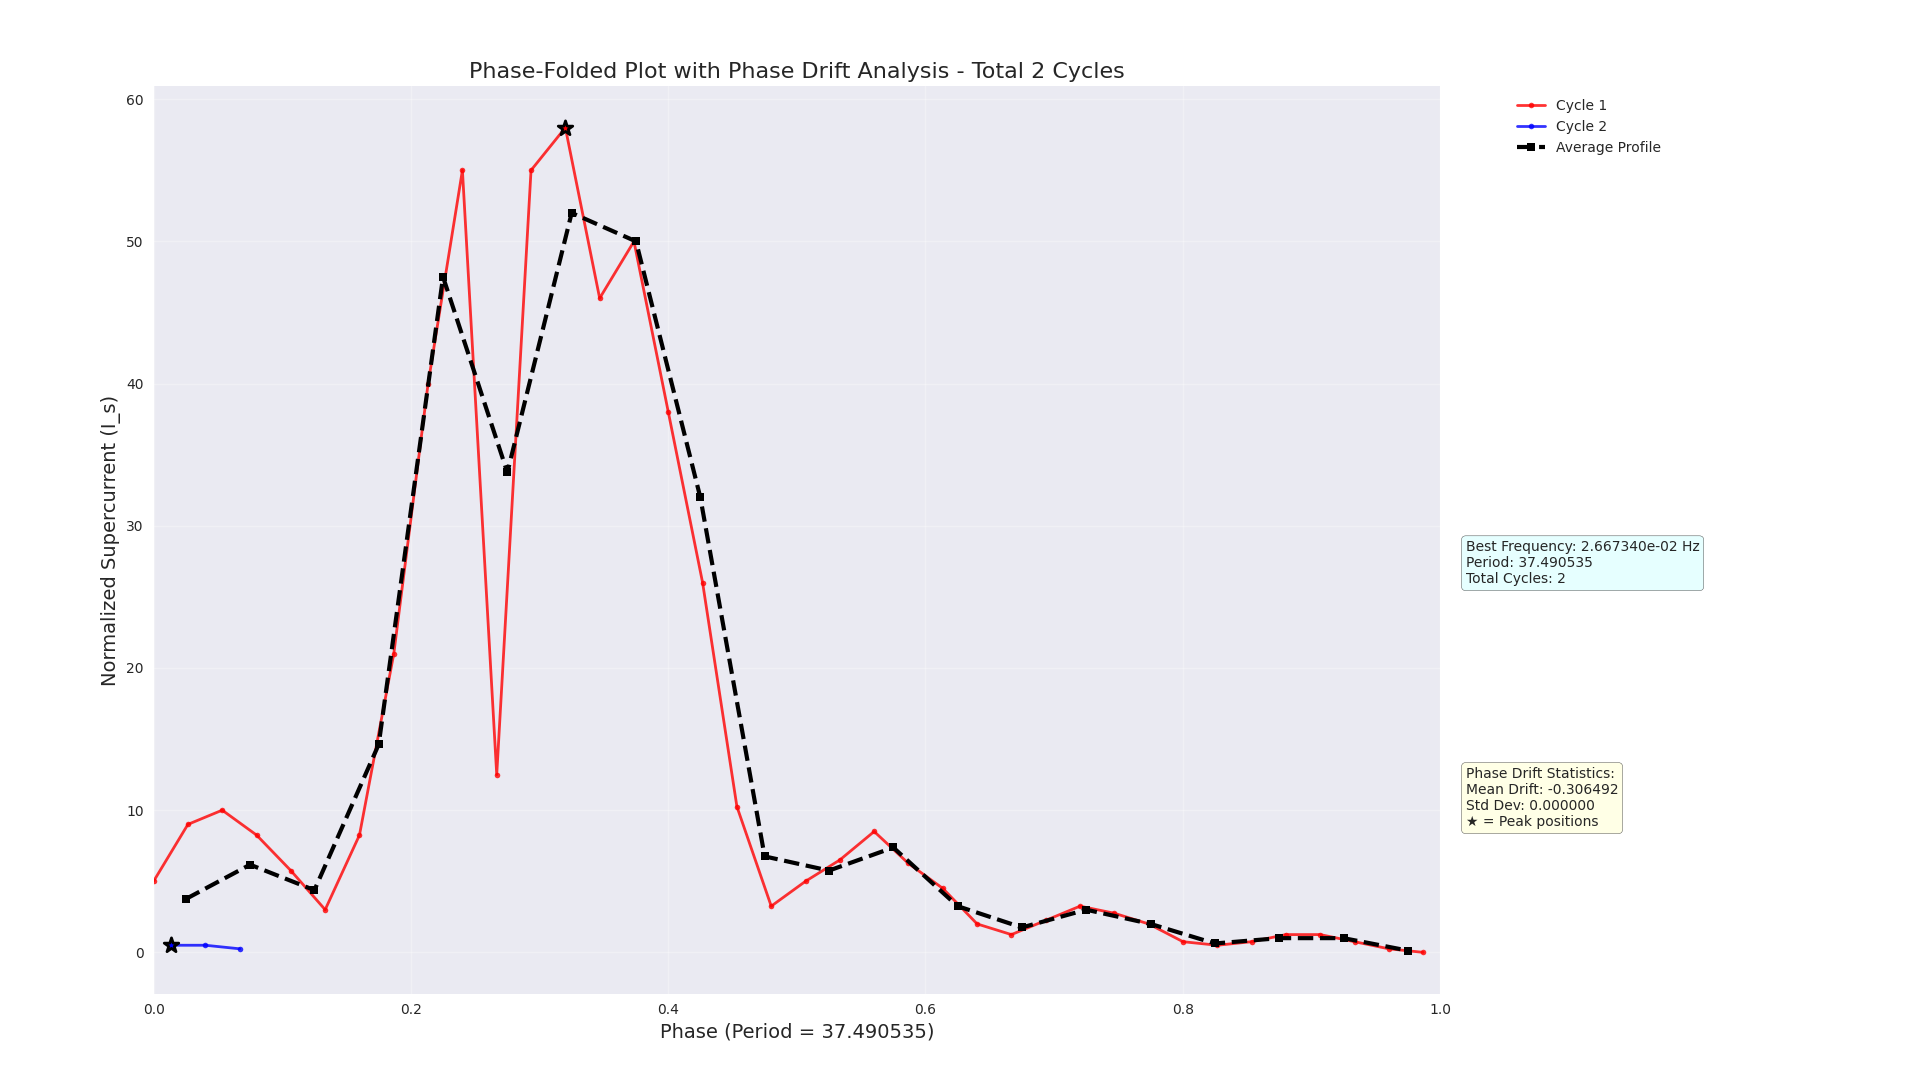 Phase-Folded Plot with Phase Drift Analysis - Total 2 Cycles
Normalized Supercurrent (I_s)
60
50
40
30
20
10
0
0.0
0.2
0.4
0.6
0.8
1.0
Phase (Period = 37.490535)
Cycle 1
Cycle 2
Average Profile
Best Frequency: 2.667340e-02 Hz
Period: 37.490535
Total Cycles: 2
Phase Drift Statistics:
Mean Drift: -0.306492
Std Dev: 0.000000
★ = Peak positions